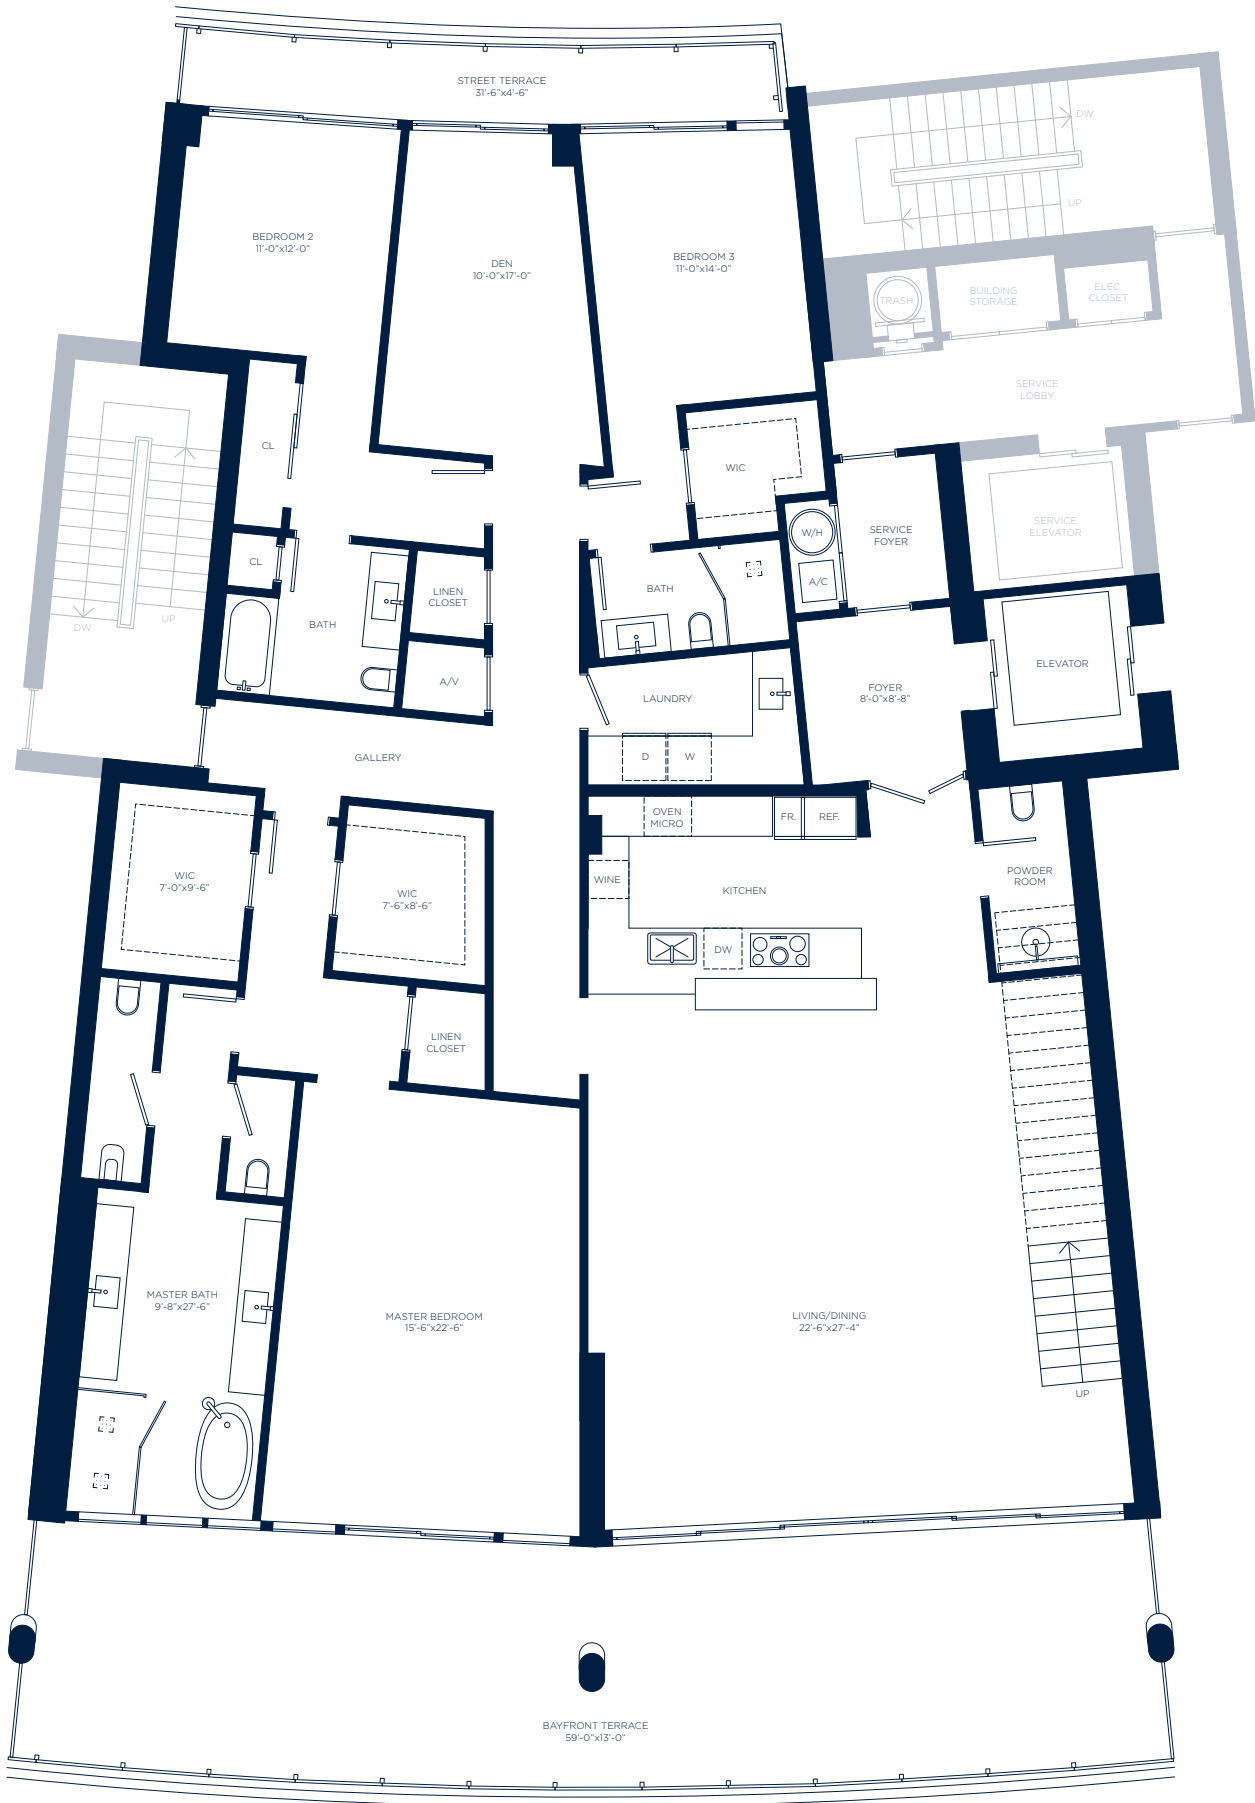 STREET TERRACE
31'-6"x4'-6"
DW
UP
BEDROOM 2
11'-0"x12'-0"
DEN
10'-0"x17'-0"
BEDROOM 3
11'-0"x14'-0"
TRASH
BUILDING
STORAGE
ELEC.
CLOSET
SERVICE
LOBBY
CL
WIC
SERVICE
ELEVATOR
W/H
SERVICE
FOYER
CL
A/C
BATH
LINEN
CLOSET
DW
UP
BATH
ELEVATOR
A/V
LAUNDRY
FOYER
8'-0"x8'-8"
GALLERY
D
W
OVEN
MICRO
FR.
REF.
WIC
7'-0"x9'-6"
WIC
7'-6"x8'-6"
WINE
KITCHEN
POWDER
ROOM
DW
LINEN
CLOSET
MASTER BATH
9'-8"x27'-6"
MASTER BEDROOM
15'-6"x22'-6"
LIVING/DINING
22'-6"x27'-4"
UP
BAYFRONT TERRACE
59'-0"x13'-0"